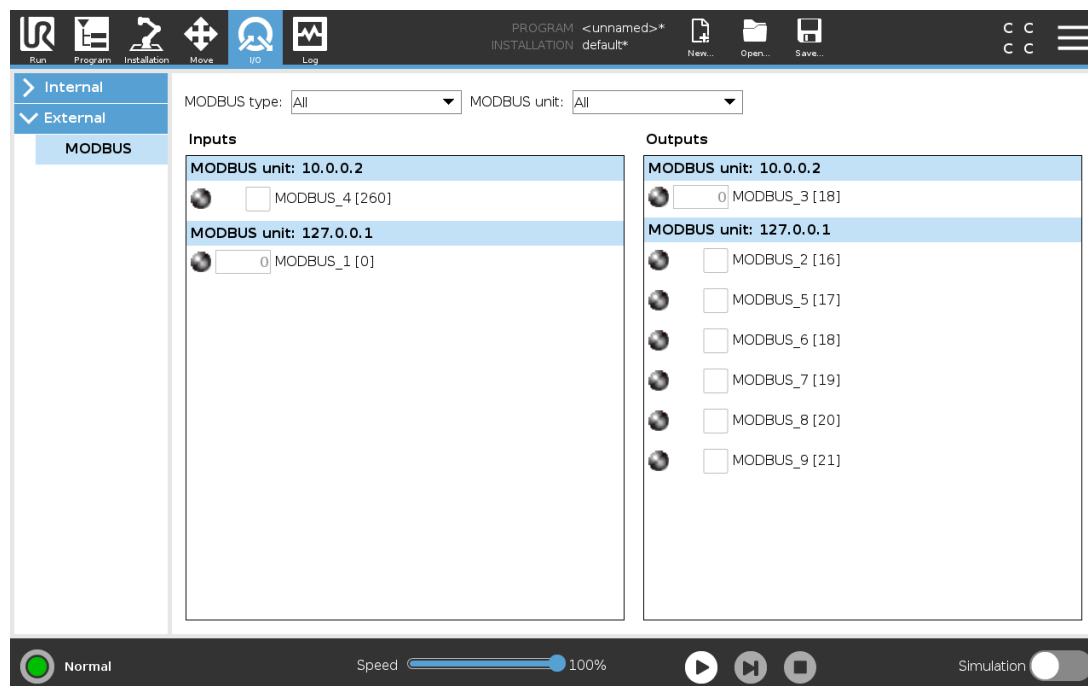 PROGRAM <unnamed>*
INSTALLATION default*
C C
C C
Run Program Installation Move I/O Log New... Open... Save...
Internal
External
MODBUS
MODBUS type: All MODBUS unit: All
Inputs
MODBUS unit: 10.0.0.2
MODBUS_4 [260]
MODBUS unit: 127.0.0.1
0 MODBUS_1 [0]
Outputs
MODBUS unit: 10.0.0.2
0 MODBUS_3 [18]
MODBUS unit: 127.0.0.1
MODBUS_2 [16]
MODBUS_5 [17]
MODBUS_6 [18]
MODBUS_7 [19]
MODBUS_8 [20]
MODBUS_9 [21]
Normal Speed 100% Simulation